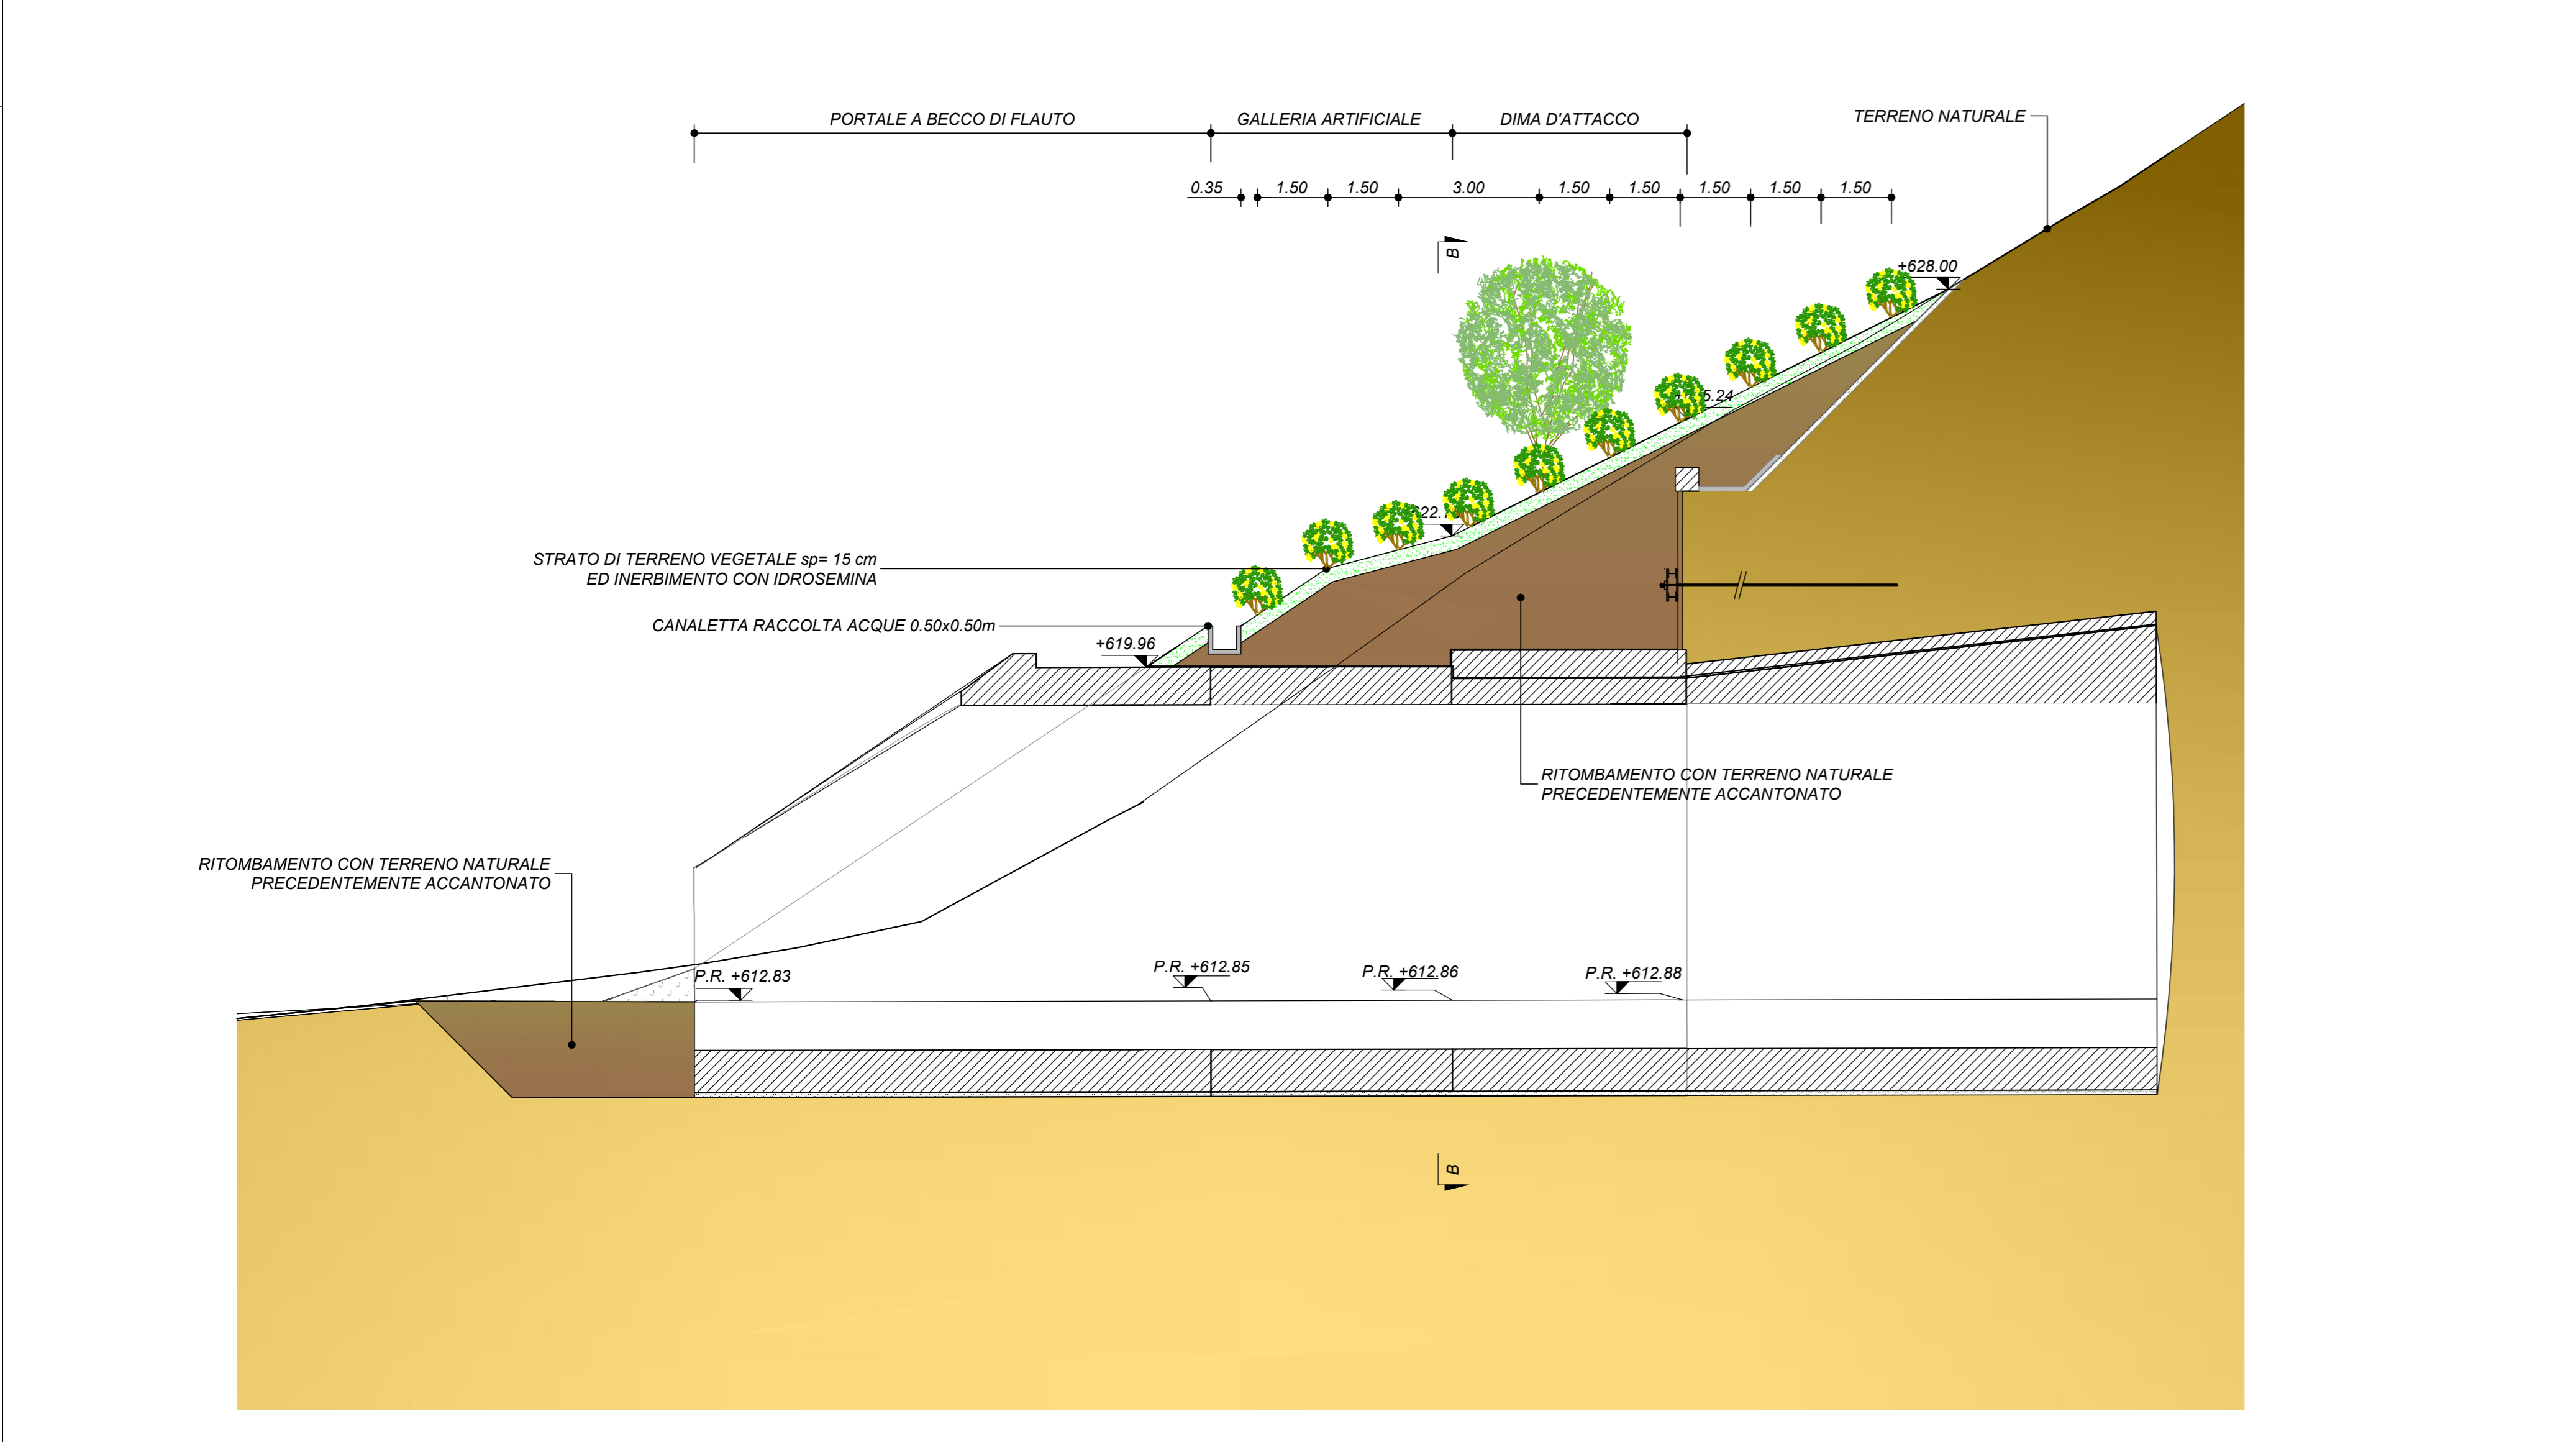 PORTALE A BECCO DI FLAUTO
GALLERIA ARTIFICIALE
DIMA D'ATTACCO
TERRENO NATURALE
0.35
1.50
1.50
3.00
1.50
1.50
1.50
1.50
1.50
B
+628.00
5.24
22.
STRATO DI TERRENO VEGETALE sp= 15 cm
ED INERBIMENTO CON IDROSEMINA
CANALETTA RACCOLTA ACQUE 0.50x0.50m
+619.96
RITOMBAMENTO CON TERRENO NATURALE
PRECEDENTEMENTE ACCANTONATO
RITOMBAMENTO CON TERRENO NATURALE
PRECEDENTEMENTE ACCANTONATO
P.R. +612.83
P.R. +612.85
P.R. +612.86
P.R. +612.88
B